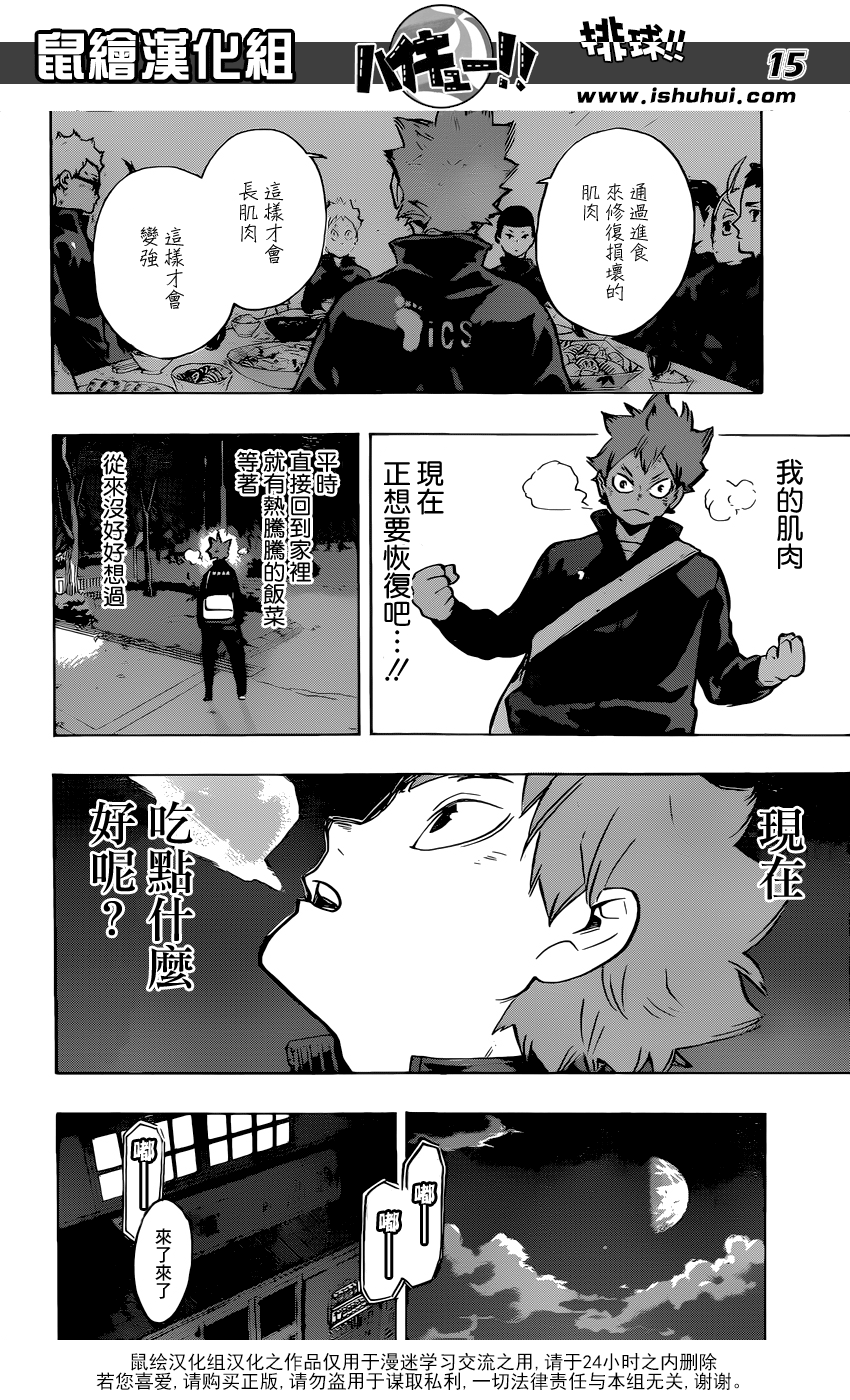 鼠繪漢化組
ハイキュー!!
排球!!
15
www.ishuhui.com
通過進食
來修復損壞的
肌肉
這樣才會
長肌肉
這樣才會
變強
iCS
我的肌肉
現在
正想要恢復吧…!!
平時
直接回到家裡
就有熱騰騰的飯菜
等著
從來沒好好想過
現在
吃點什麼
好呢？
嘟——
嘟——
嘟——
來了來了
鼠绘汉化组汉化之作品仅用于漫迷学习交流之用,请于24小时之内删除
若您喜爱,请购买正版,请勿盗用于谋取私利,一切法律责任与本组无关,谢谢。